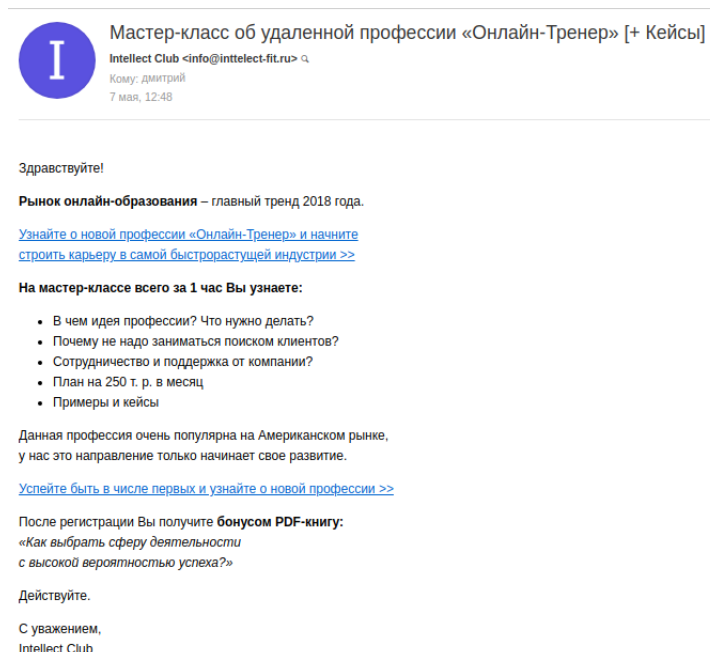 I
Мастер-класс об удаленной профессии «Онлайн-Тренер» [+ Кейсы]
Intellect Club <info@inttelect-fit.ru>
Кому: дмитрий
7 мая, 12:48
Здравствуйте!
Рынок онлайн-образования – главный тренд 2018 года.
Узнайте о новой профессии «Онлайн-Тренер» и начните
строить карьеру в самой быстрорастущей индустрии >>
На мастер-классе всего за 1 час Вы узнаете:
• В чем идея профессии? Что нужно делать?
• Почему не надо заниматься поиском клиентов?
• Сотрудничество и поддержка от компании?
• План на 250 т. р. в месяц
• Примеры и кейсы
Данная профессия очень популярна на Американском рынке,
у нас это направление только начинает свое развитие.
Успейте быть в числе первых и узнайте о новой профессии >>
После регистрации Вы получите бонусом PDF-книгу:
«Как выбрать сферу деятельности
с высокой вероятностью успеха?»
Действуйте.
С уважением,
Intellect Club